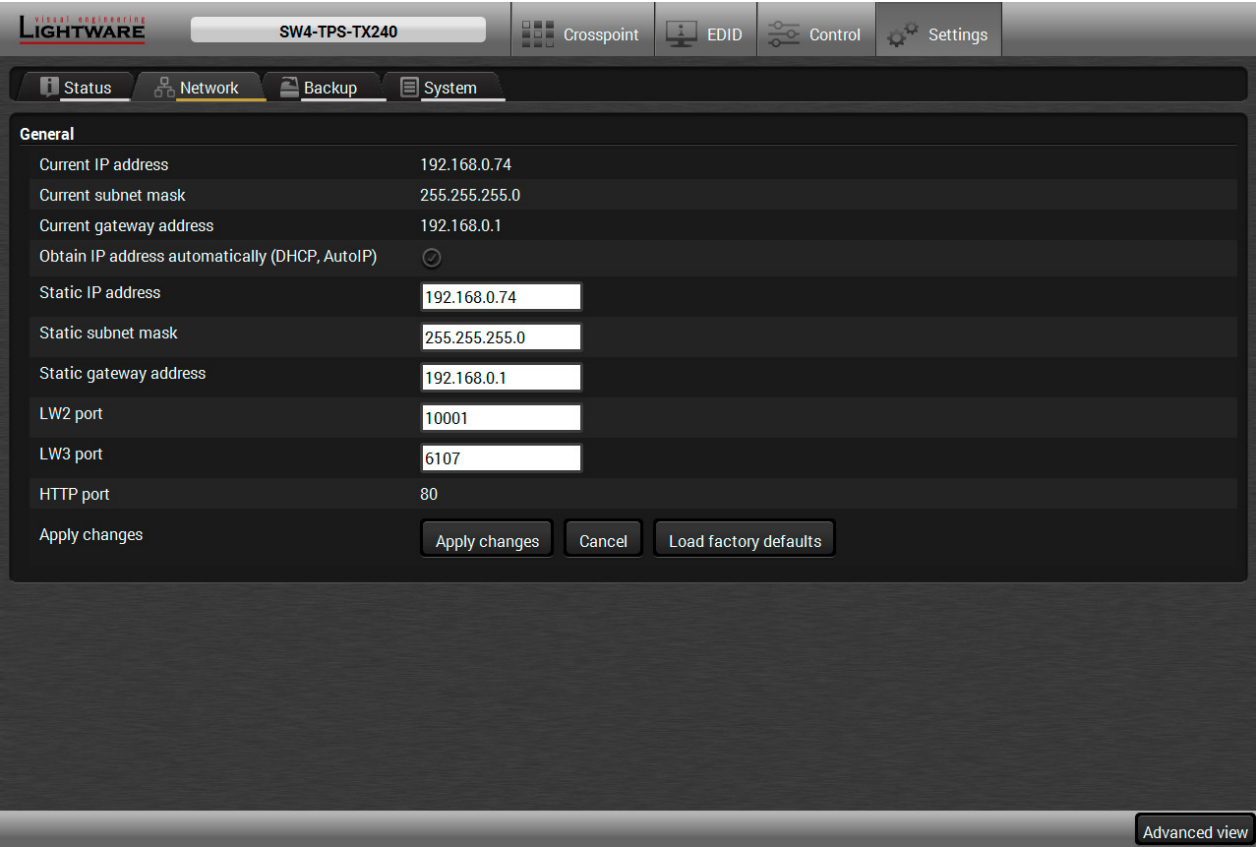 visual engineering
LIGHTWARE
SW4-TPS-TX240
Crosspoint
EDID
Control
Settings
Status
Network
Backup
System
General
Current IP address 192.168.0.74
Current subnet mask 255.255.255.0
Current gateway address 192.168.0.1
Obtain IP address automatically (DHCP, AutoIP)
Static IP address 192.168.0.74
Static subnet mask 255.255.255.0
Static gateway address 192.168.0.1
LW2 port 10001
LW3 port 6107
HTTP port 80
Apply changes Apply changes Cancel Load factory defaults
Advanced view